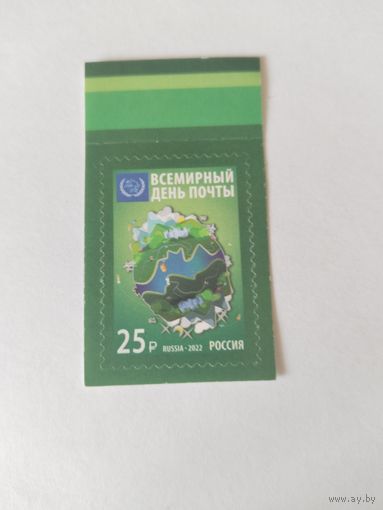 ВСЕМИРНЫЙ
ДЕНЬ ПОЧТЫ
25 ₽ RUSSIA · 2022 РОССИЯ
www.ay.by